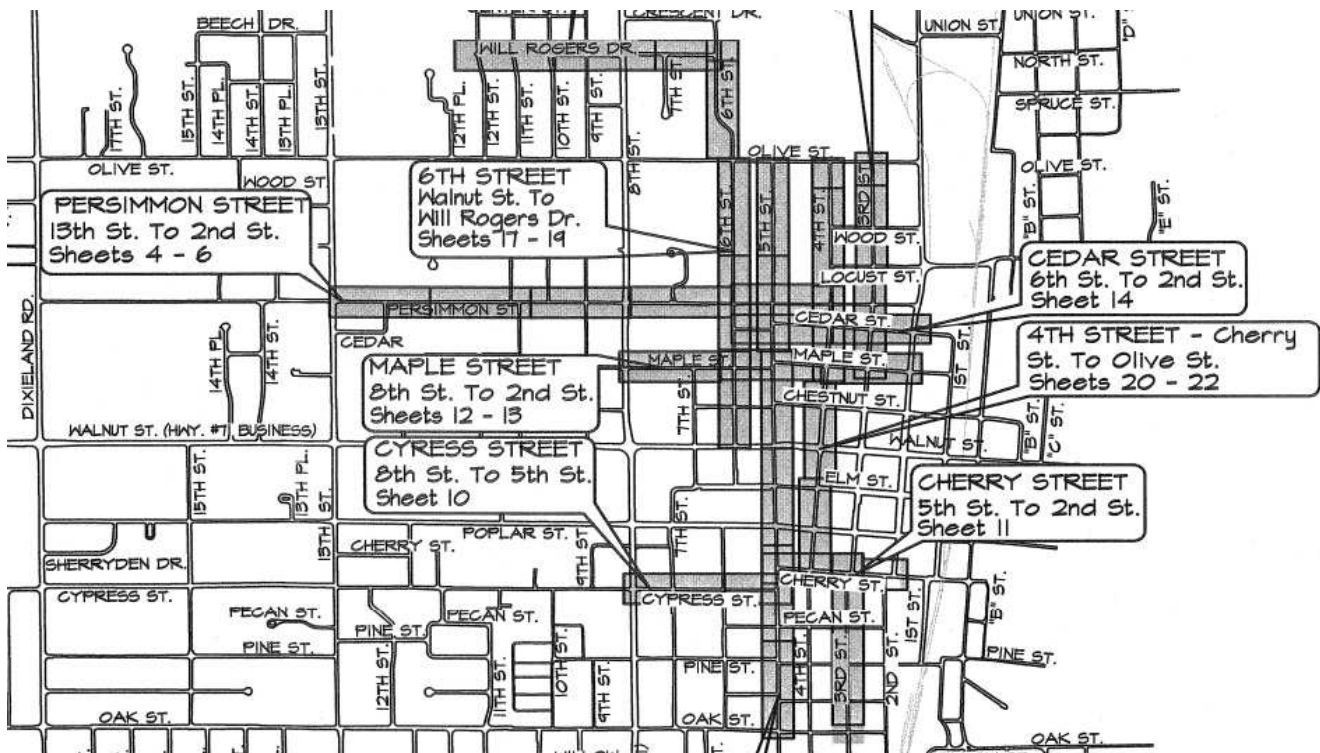 BEECH DR.
CRESCENT DR.
UNION ST.
UNION ST.
"D"
WILL ROGERS DR.
NORTH ST.
SPRUCE ST.
17TH ST.
15TH ST.
14TH PL.
14TH ST.
13TH PL.
13TH ST.
12TH PL.
12TH ST.
11TH ST.
10TH ST.
9TH ST.
8TH ST.
7TH ST.
6TH ST.
OLIVE ST.
OLIVE ST.
OLIVE ST.
WOOD ST.
PERSIMMON STREET
13th St. To 2nd St.
Sheets 4 - 6
6TH STREET
Walnut St. To
Will Rogers Dr.
Sheets 17 - 19
6TH ST.
5TH ST.
4TH ST.
3RD ST.
WOOD ST.
LOCUST ST.
"B" ST.
"E" ST.
CEDAR STREET
6th St. To 2nd St.
Sheet 14
PERSIMMON ST.
CEDAR ST.
CEDAR
DIXIELAND RD.
14TH PL.
14TH ST.
MAPLE STREET
8th St. To 2nd St.
Sheets 12 - 13
MAPLE ST.
MAPLE ST.
1ST ST.
4TH STREET - Cherry
St. To Olive St.
Sheets 20 - 22
CHESTNUT ST.
7TH ST.
WALNUT ST. (HWY. #71 BUSINESS)
WALNUT ST.
"B" ST.
"C" ST.
CYRESS STREET
8th St. To 5th St.
Sheet 10
15TH ST.
13TH PL.
13TH ST.
ELM ST.
CHERRY STREET
5th St. To 2nd St.
Sheet 11
POPLAR ST.
7TH ST.
CHERRY ST.
9TH ST.
SHERRYDEN DR.
CHERRY ST.
CYPRESS ST.
CYPRESS ST.
PECAN ST.
PECAN ST.
PECAN ST.
1ST ST.
"B" ST.
PINE ST.
PINE ST.
PINE ST.
PINE ST.
12TH ST.
11TH ST.
10TH ST.
9TH ST.
4TH ST.
3RD ST.
2ND ST.
OAK ST.
OAK ST.
OAK ST.